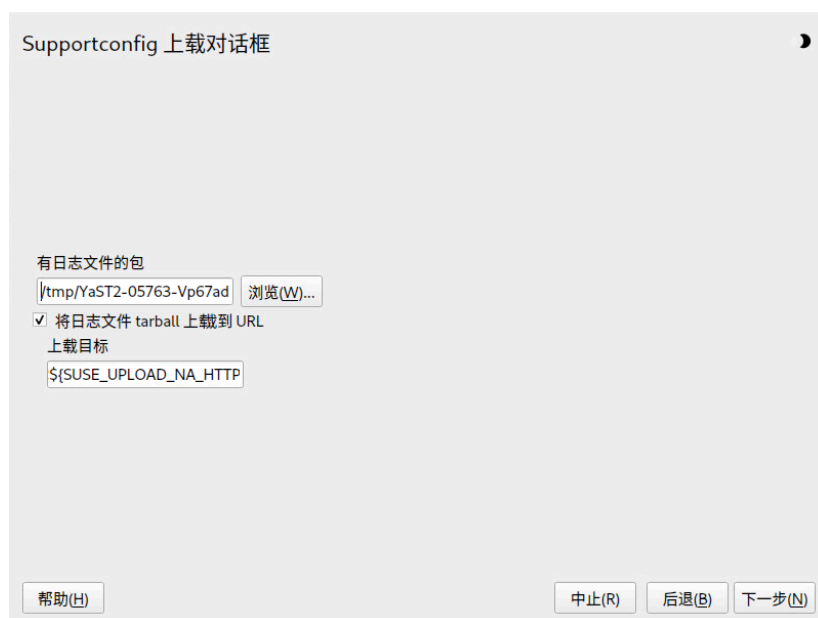 Supportconfig 上载对话框
有日志文件的包
/tmp/YaST2-05763-Vp67ad
浏览(W)...
将日志文件 tarball 上载到 URL
上载目标
${SUSE_UPLOAD_NA_HTTP
帮助(H)
中止(R)
后退(B)
下一步(N)